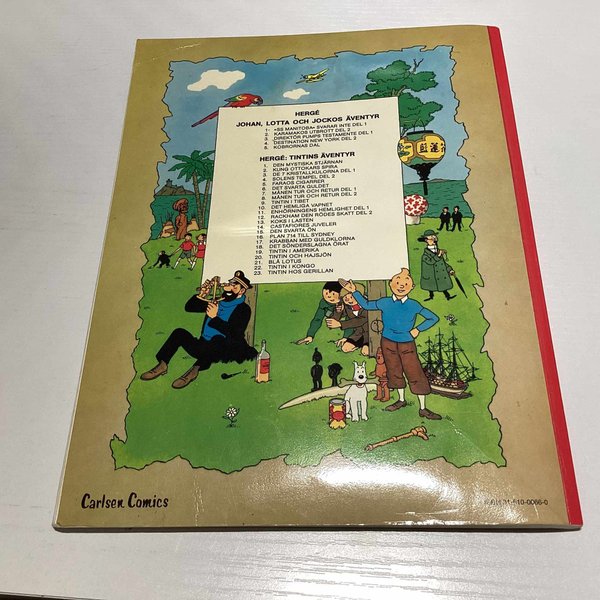 HERGÉ
JOHAN, LOTTA OCH JOCKOS ÄVENTYR
1. «SS MANITOBA» SVARAR INTE DEL 1
2. KARAMAKOS UTBROTT DEL 2
3. DIREKTÖR PUMPS TESTAMENTE DEL 1
4. DESTINATION NEW YORK DEL 2
5. KOBRORNAS DAL
HERGÉ: TINTINS ÄVENTYR
1. DEN MYSTISKA STJÄRNAN
2. KUNG OTTOKARS SPIRA
3. DE 7 KRISTALLKULORNA DEL 1
4. SOLENS TEMPEL DEL 2
5. FARAOS CIGARRER
6. DET SVARTA GULDET
7. MÅNEN TUR OCH RETUR DEL 1
8. MÅNEN TUR OCH RETUR DEL 2
9. TINTIN I TIBET
10. DET HEMLIGA VAPNET
11. ENHÖRNINGENS HEMLIGHET DEL 1
12. RACKHAM DEN RÖDES SKATT DEL 2
13. KOKS I LASTEN
14. CASTAFIORES JUVELER
15. DEN SVARTA ÖN
16. PLAN 714 TILL SYDNEY
17. KRABBAN MED GULDKLORNA
18. DET SÖNDERSLAGNA ÖRAT
19. TINTIN I AMERIKA
20. TINTIN OCH HAJSJÖN
21. BLÅ LOTUS
22. TINTIN I KONGO
23. TINTIN HOS GERILLAN
Carlsen Comics